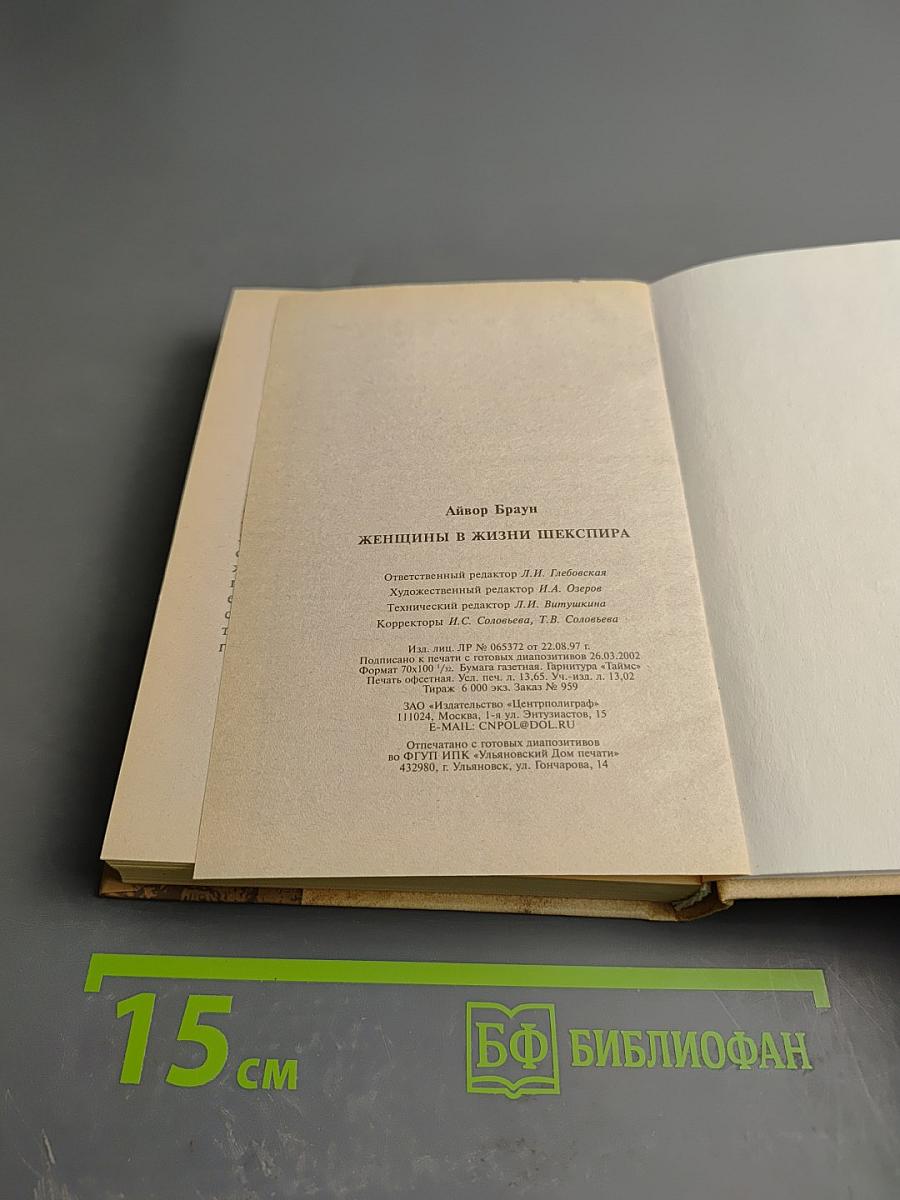 Айвор Браун
ЖЕНЩИНЫ В ЖИЗНИ ШЕКСПИРА
Ответственный редактор Л.И. Глебовская
Художественный редактор И.А. Озеров
Технический редактор Л.И. Витушкина
Корректоры И.С. Соловьева, Т.В. Соловьева
Изд. лиц. ЛР № 065372 от 22.08.97 г.
Подписано к печати с готовых диапозитивов 26.03.2002
Формат 70х100 1/32. Бумага газетная. Гарнитура «Таймс»
Печать офсетная. Усл. печ. л. 13,65. Уч.-изд. л. 13,02
Тираж 6 000 экз. Заказ № 959
ЗАО «Издательство «Центрполиграф»
111024, Москва, 1-я ул. Энтузиастов, 15
E-MAIL: CNPOL@DOL.RU
Отпечатано с готовых диапозитивов
во ФГУП ИПК «Ульяновский Дом печати»
432980, г. Ульяновск, ул. Гончарова, 14
15 см
БФ БИБЛИОФАН